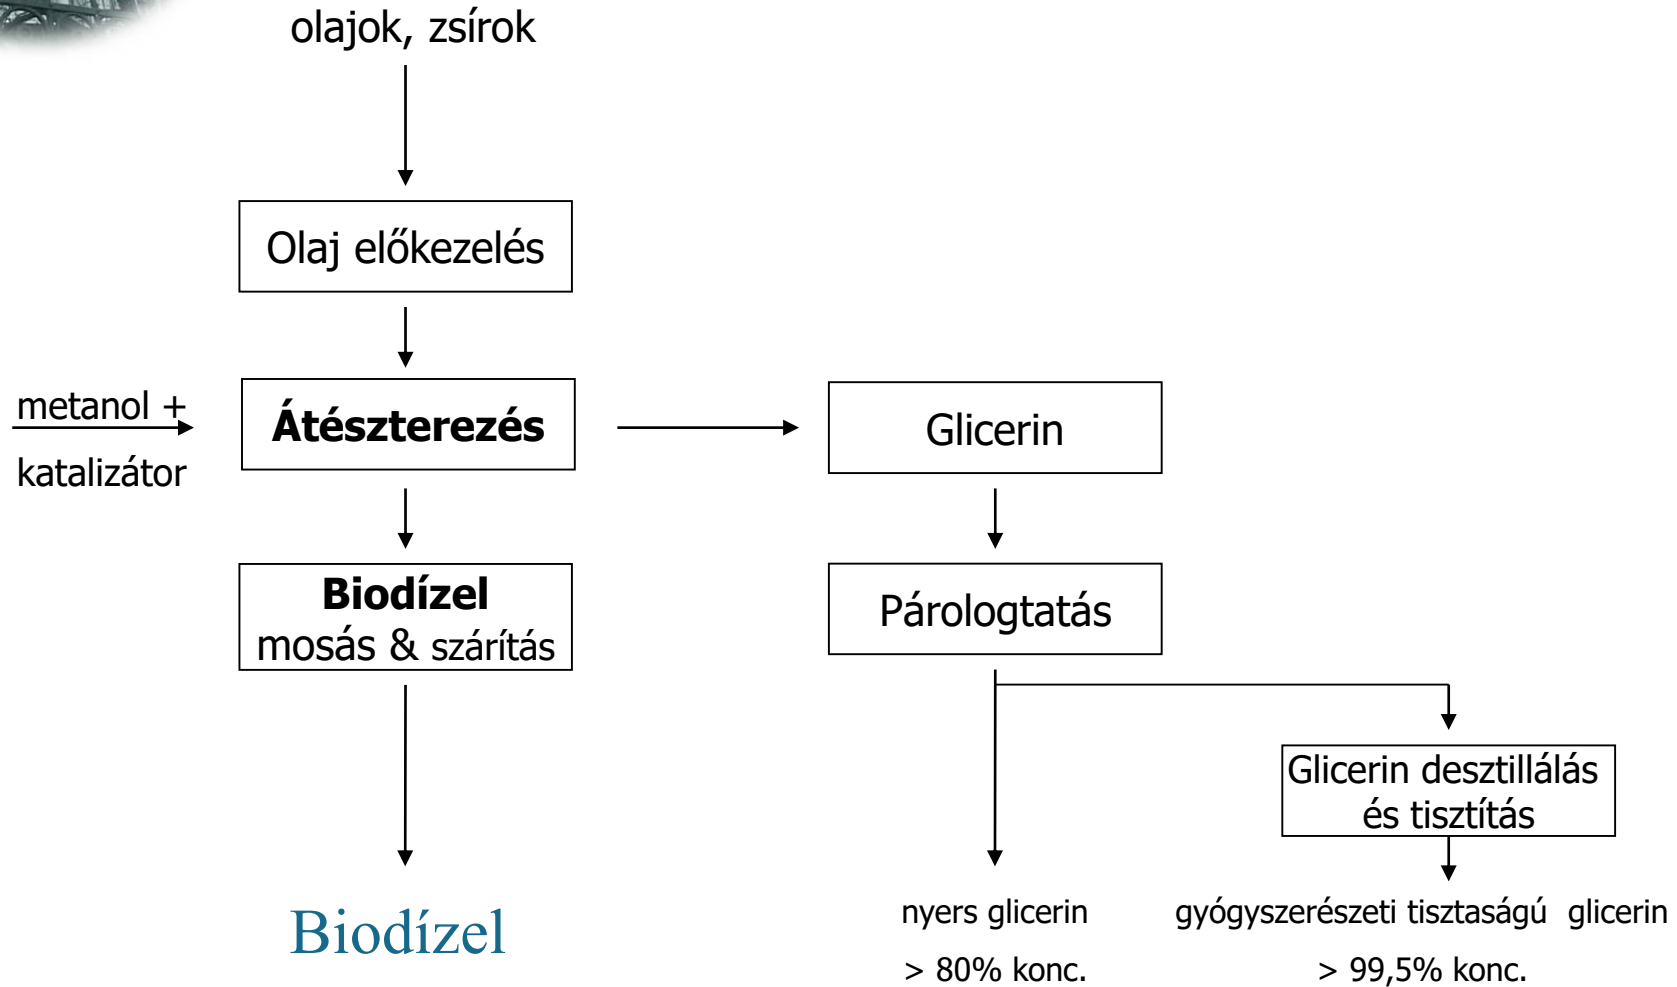 olajok, zsírok
Olaj előkezelés
metanol +
katalizátor
Átészterezés
Glicerin
Biodízel
mosás & szárítás
Párologtatás
Glicerin desztillálás
és tisztítás
Biodízel
nyers glicerin
> 80% konc.
gyógyszerészeti tisztaságú glicerin
> 99,5% konc.